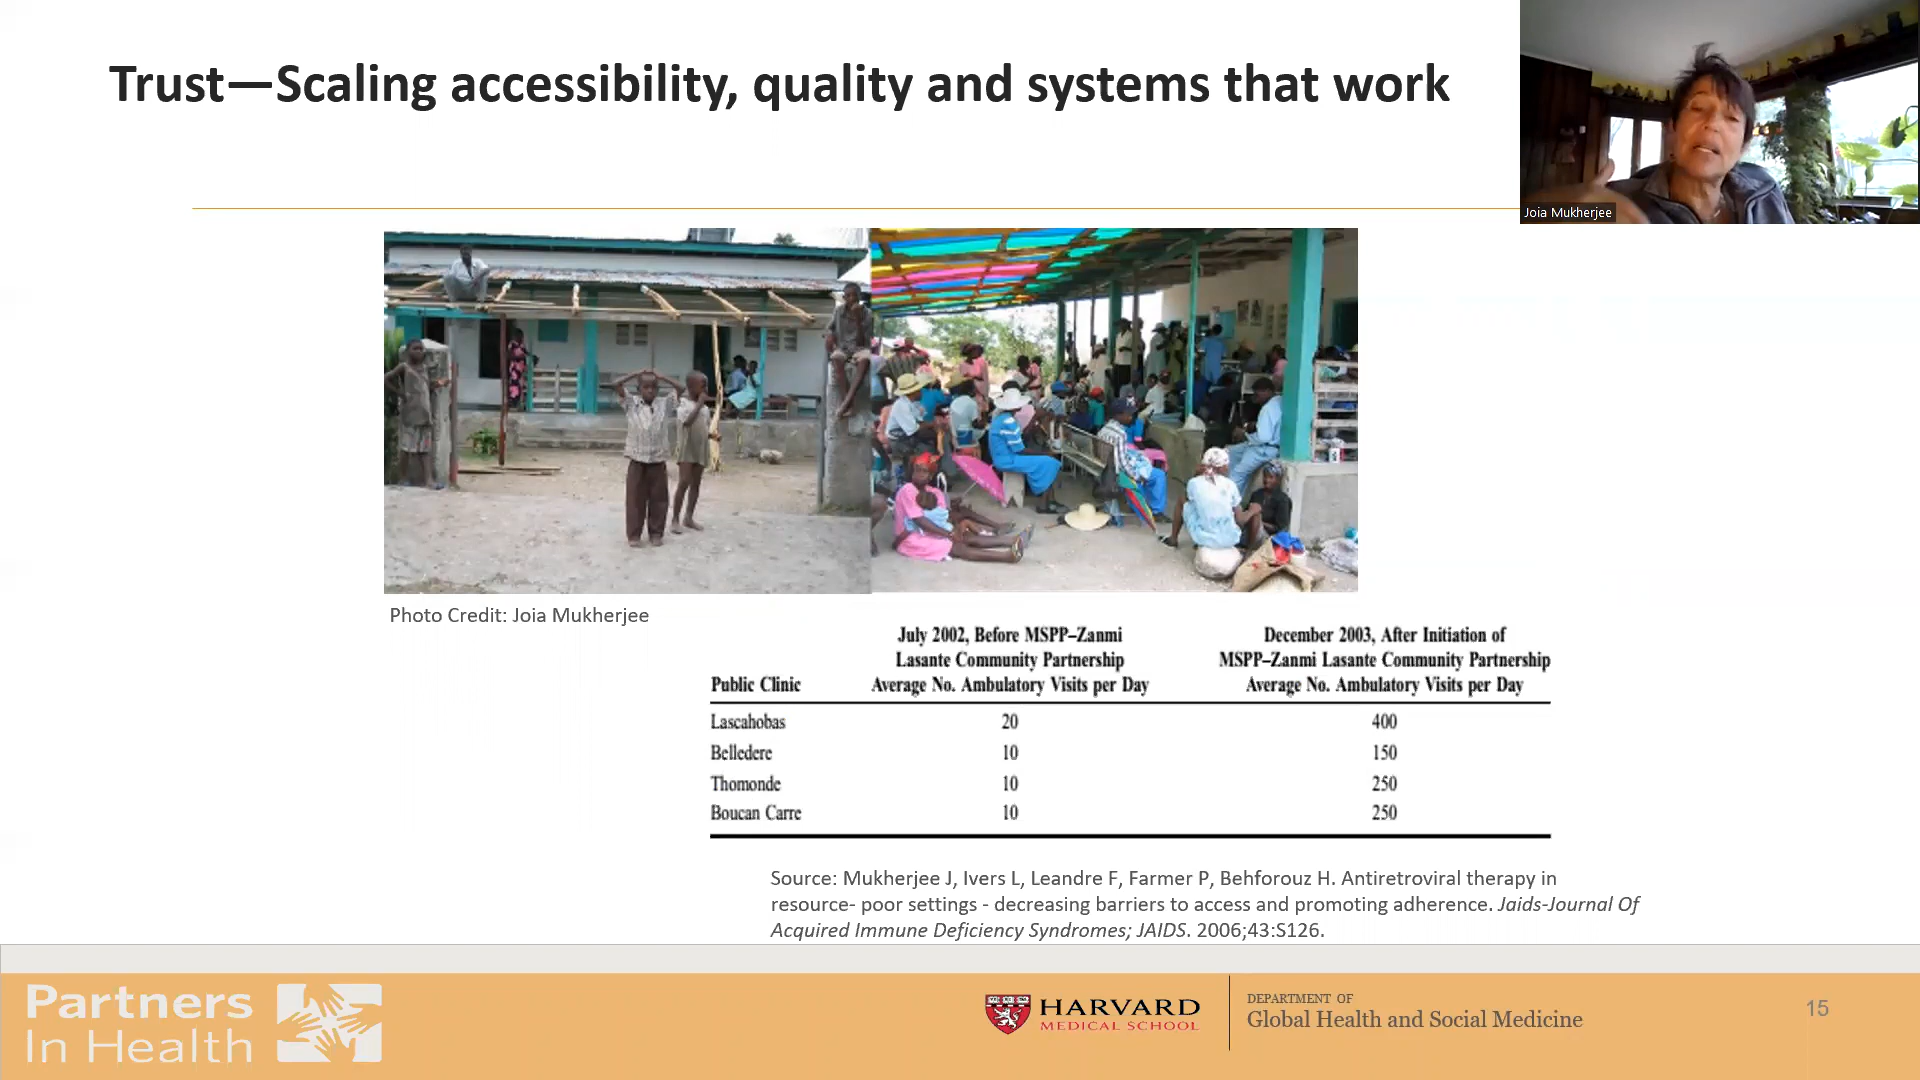 Trust—Scaling accessibility, quality and systems that work
Joia Mukherjee
Photo Credit: Joia Mukherjee
Public Clinic
July 2002, Before MSPP–Zanmi
Lasante Community Partnership
Average No. Ambulatory Visits per Day
December 2003, After Initiation of
MSPP–Zanmi Lasante Community Partnership
Average No. Ambulatory Visits per Day
Lascahobas 20 400
Belledere 10 150
Thomonde 10 250
Boucan Carre 10 250
Source: Mukherjee J, Ivers L, Leandre F, Farmer P, Behforouz H. Antiretroviral therapy in
resource- poor settings - decreasing barriers to access and promoting adherence. Jaids-Journal Of
Acquired Immune Deficiency Syndromes; JAIDS. 2006;43:S126.
Partners
In Health
HARVARD
MEDICAL SCHOOL
DEPARTMENT OF
Global Health and Social Medicine
15